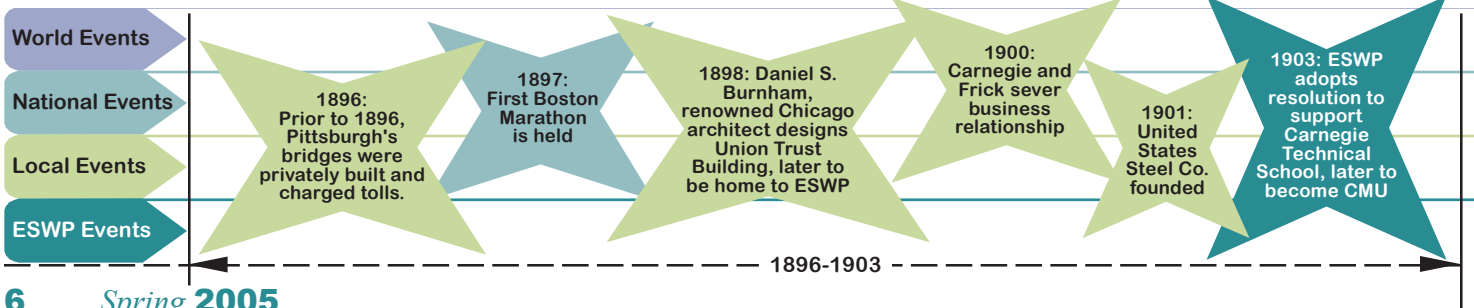 World Events
National Events
Local Events
ESWP Events
1896:
Prior to 1896,
Pittsburgh's
bridges were
privately built and
charged tolls.
1897:
First Boston
Marathon
is held
1898: Daniel S.
Burnham,
renowned Chicago
architect designs
Union Trust
Building, later to
be home to ESWP
1900:
Carnegie and
Frick sever
business
relationship
1901:
United
States
Steel Co.
founded
1903: ESWP
adopts
resolution to
support
Carnegie
Technical
School, later to
become CMU
1896-1903
6 Spring 2005